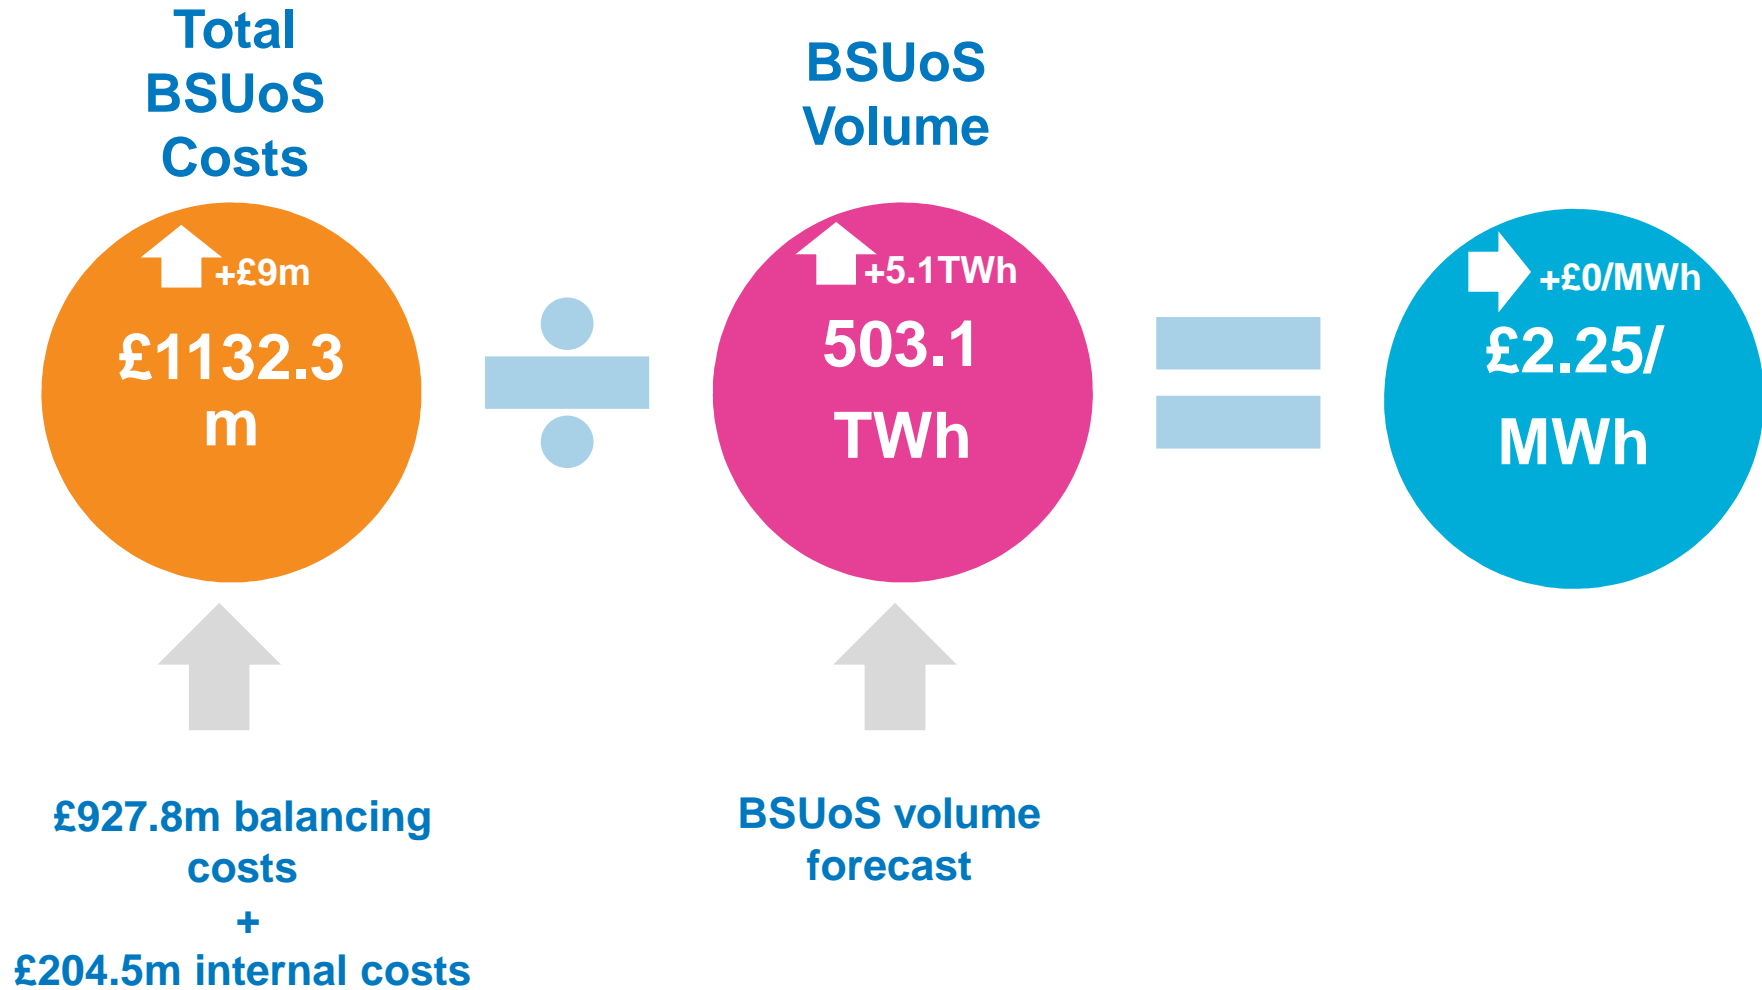 Total
BSUoS
Costs
+£9m
£1132.3
m
£927.8m balancing
costs
+
£204.5m internal costs
BSUoS
Volume
+5.1TWh
503.1
TWh
BSUoS volume
forecast
+£0/MWh
£2.25/
MWh